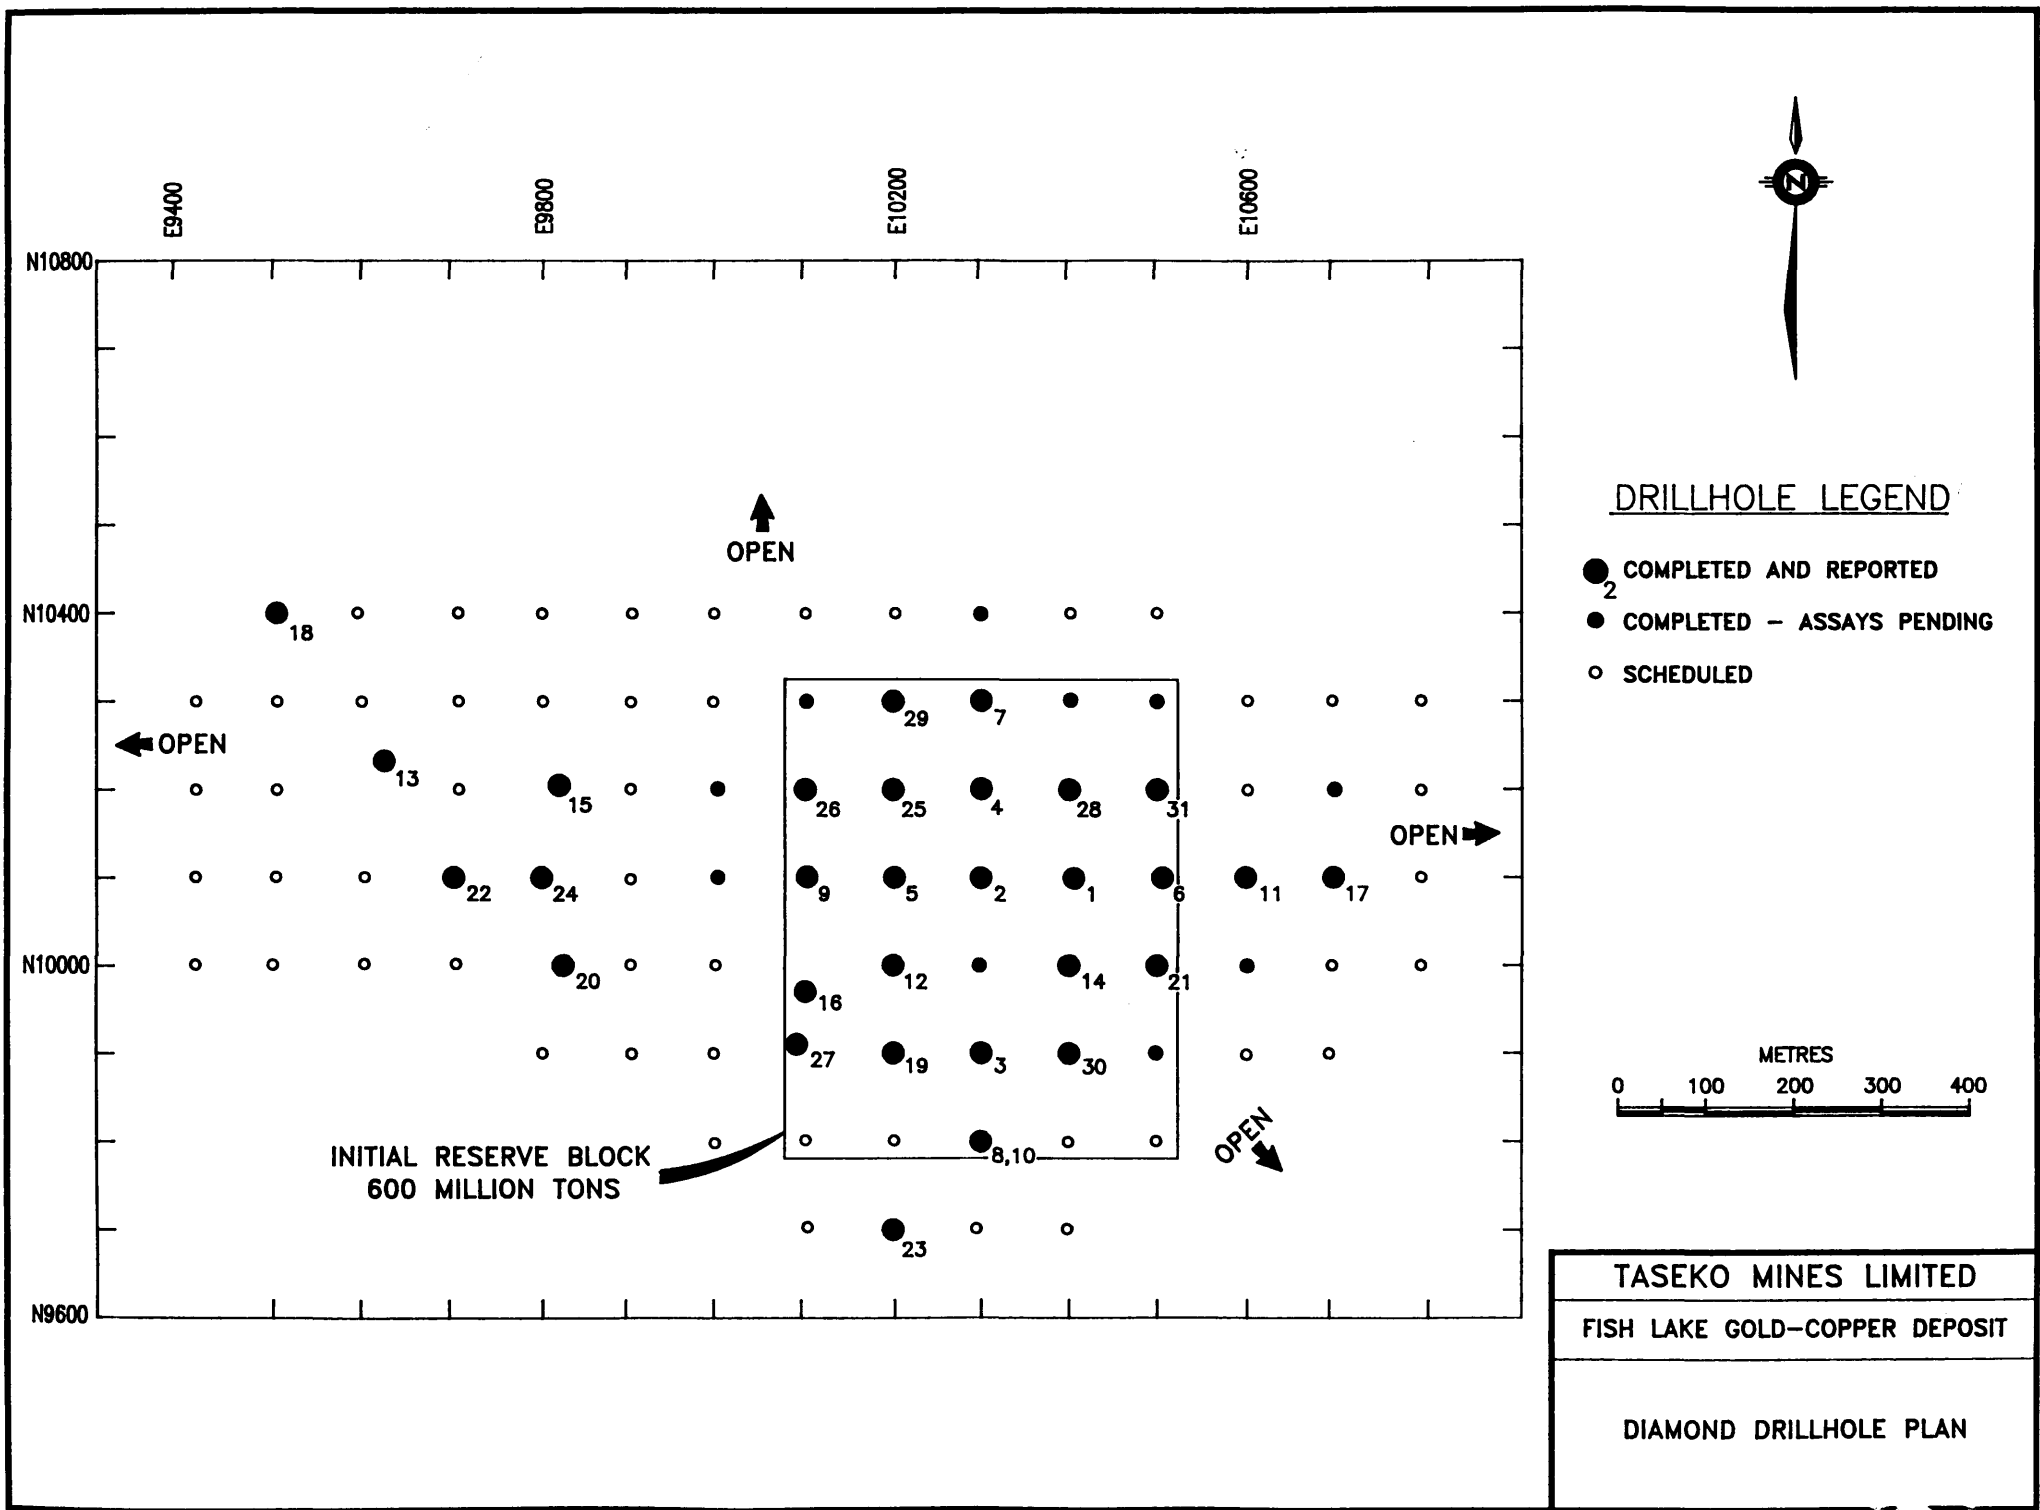 E9400
E9800
E10200
E10600
N10800
N
DRILLHOLE LEGEND
OPEN
2 COMPLETED AND REPORTED
N10400
18
COMPLETED – ASSAYS PENDING
SCHEDULED
29 7
OPEN
13
15 26 25 4 28 31
OPEN
22 24 9 5 2 1 6 11 17
N10000
20 12 14 21
16
27 19 3 30
METRES
0 100 200 300 400
OPEN
8,10
INITIAL RESERVE BLOCK
600 MILLION TONS
23
N9600
TASEKO MINES LIMITED
FISH LAKE GOLD–COPPER DEPOSIT
DIAMOND DRILLHOLE PLAN